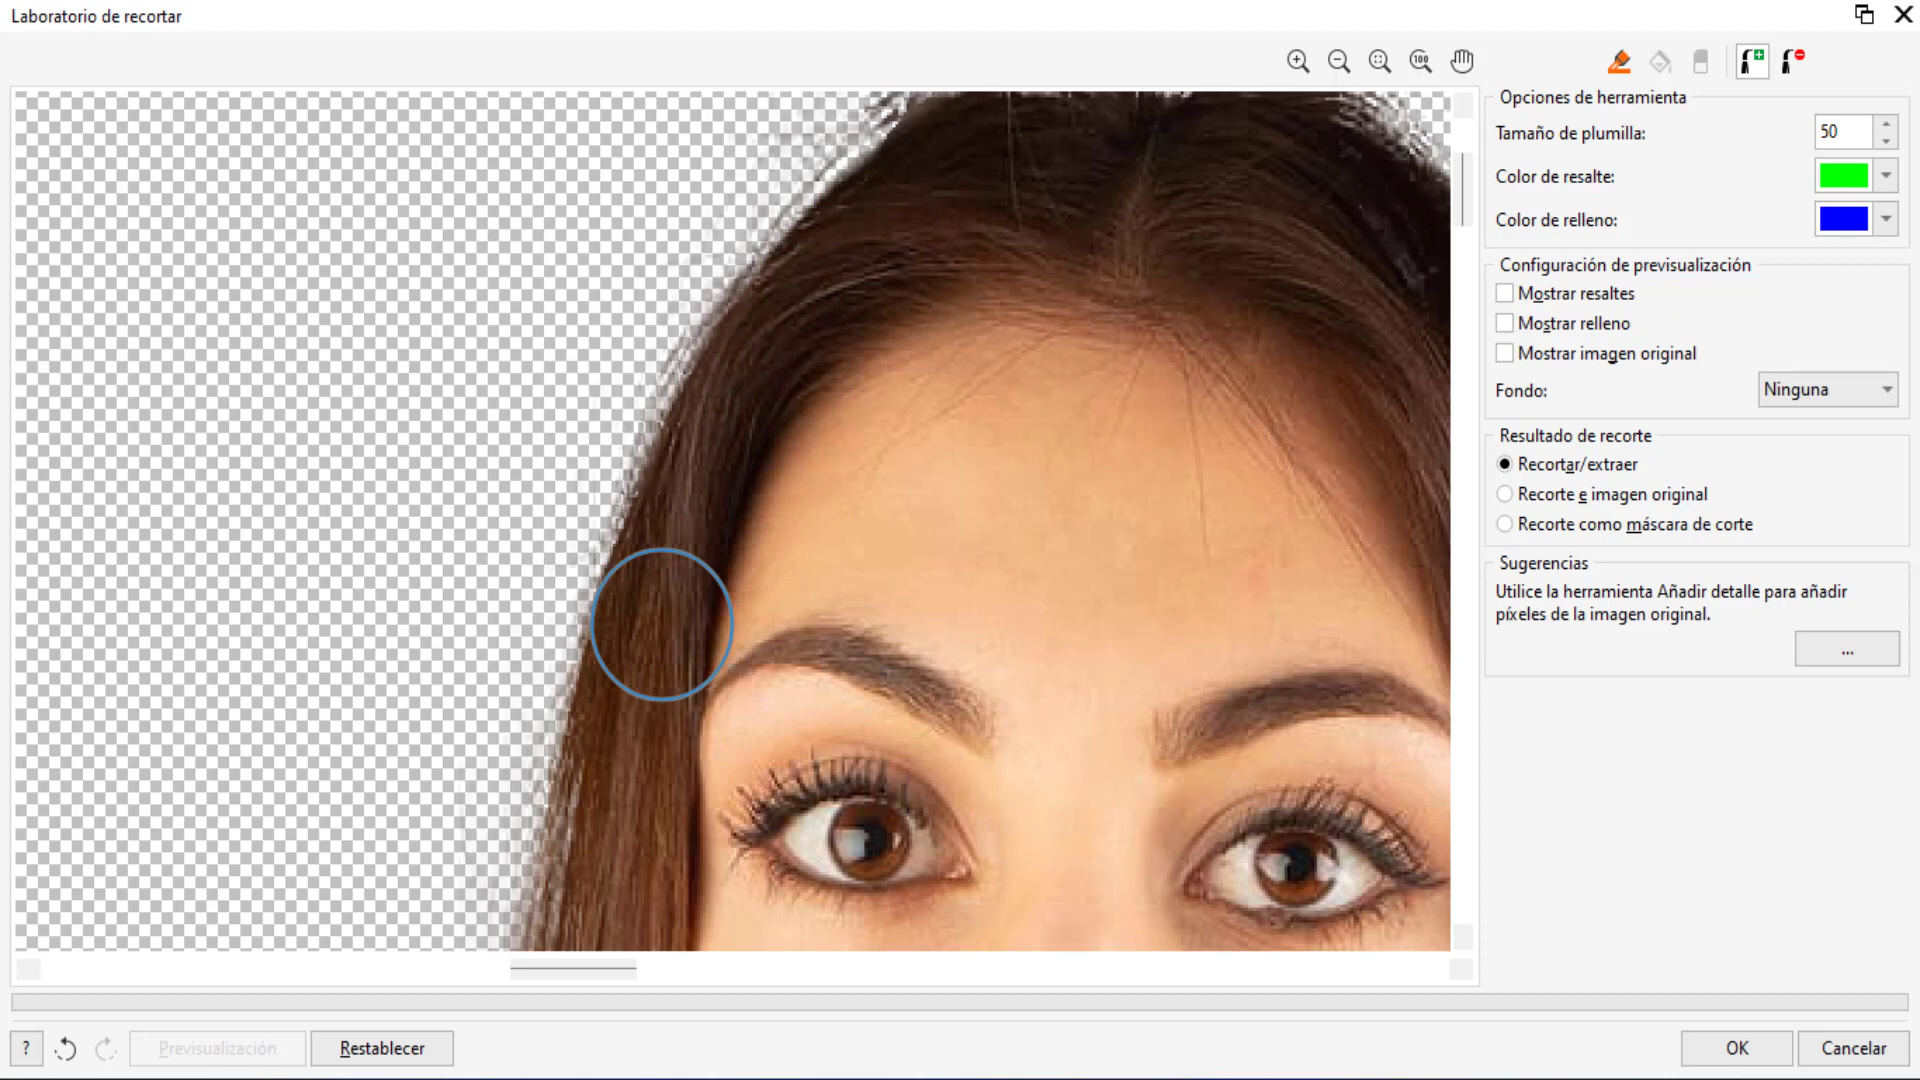 Laboratorio de recortar
100
Opciones de herramienta
Tamaño de plumilla:
50
Color de resalte:
Color de relleno:
Configuración de previsualización
Mostrar resaltes
Mostrar relleno
Mostrar imagen original
Fondo:
Ninguna
Resultado de recorte
Recortar/extraer
Recorte e imagen original
Recorte como máscara de corte
Sugerencias
Utilice la herramienta Añadir detalle para añadir
píxeles de la imagen original.
...
?
Previsualización
Restablecer
OK
Cancelar